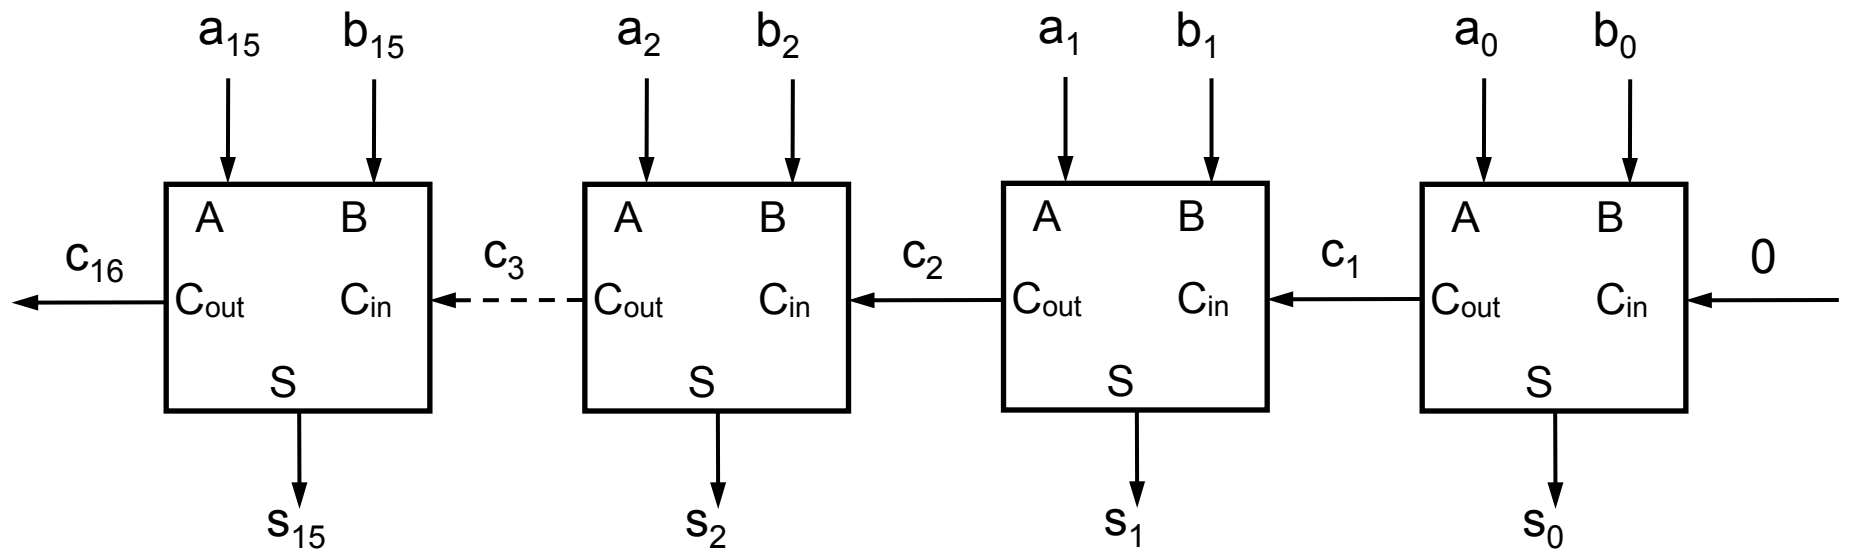 a15 b15 a2 b2 a1 b1 a0 b0
A B A B A B A B
c16 c3 c2 c1 0
Cout Cin Cout Cin Cout Cin Cout Cin
S S S S
s15 s2 s1 s0